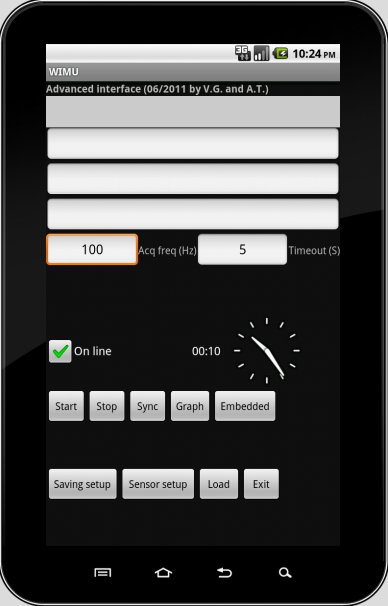 3G 10:24 PM
WIMU
Advanced interface (06/2011 by V.G. and A.T.)
100 Acq freq (Hz) 5 Timeout (S)
On line 00:10
Start Stop Sync Graph Embedded
Saving setup Sensor setup Load Exit